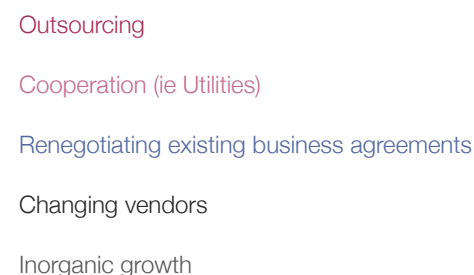 Outsourcing
Cooperation (ie Utilities)
Renegotiating existing business agreements
Changing vendors
Inorganic growth